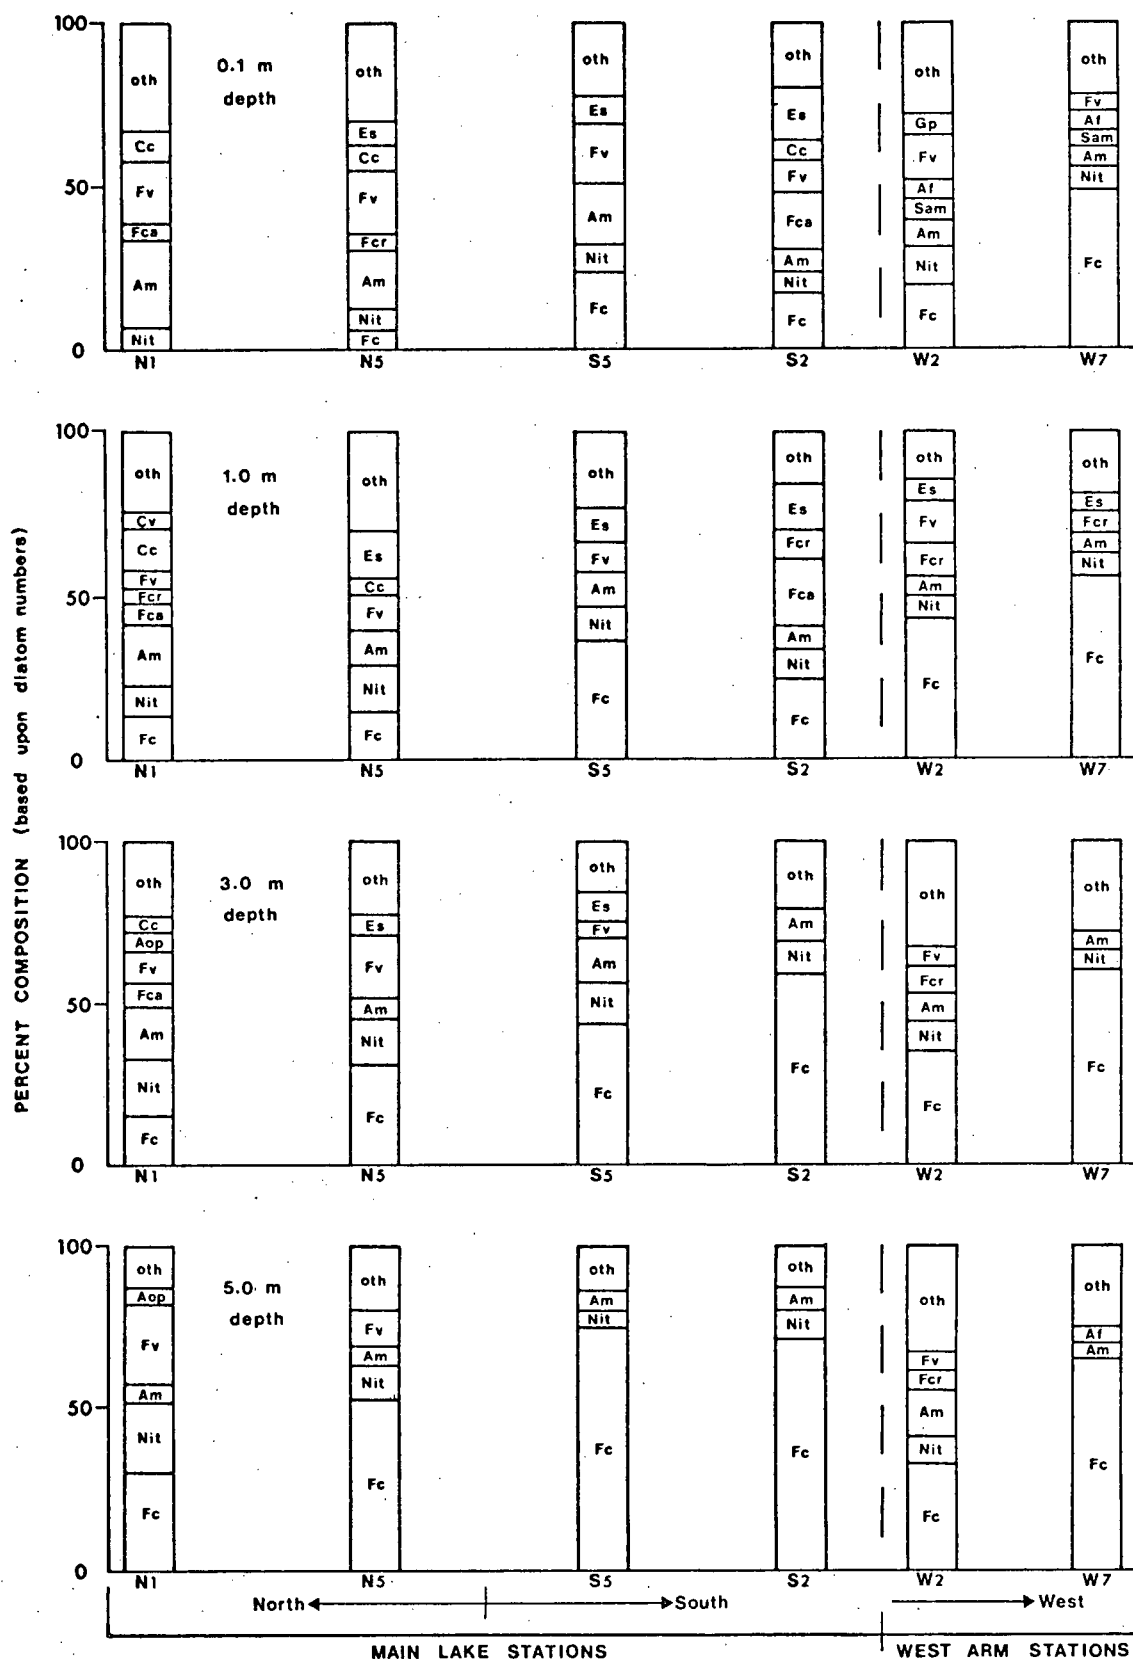 PERCENT COMPOSITION (based upon diatom numbers)
100
50
0
0.1 m
depth
oth
Cc
Fv
Fca
Am
Nit
N1
oth
Es
Cc
Fv
Fcr
Am
Nit
Fc
N5
oth
Es
Fv
Am
Nit
Fc
S5
oth
Es
Cc
Fv
Fca
Am
Nit
Fc
S2
oth
Gp
Fv
Af
Sam
Am
Nit
Fc
W2
oth
Fv
Af
Sam
Am
Nit
Fc
W7
100
50
0
1.0 m
depth
oth
Cv
Cc
Fv
Fcr
Fca
Am
Nit
Fc
N1
oth
Es
Cc
Fv
Am
Nit
Fc
N5
oth
Es
Fv
Am
Nit
Fc
S5
oth
Es
Fcr
Fca
Am
Nit
Fc
S2
oth
Es
Fv
Fcr
Am
Nit
Fc
W2
oth
Es
Fcr
Am
Nit
Fc
W7
100
50
0
3.0 m
depth
oth
Cc
Aop
Fv
Fca
Am
Nit
Fc
N1
oth
Es
Fv
Am
Nit
Fc
N5
oth
Es
Fv
Am
Nit
Fc
S5
oth
Am
Nit
Fc
S2
oth
Fv
Fcr
Am
Nit
Fc
W2
oth
Am
Nit
Fc
W7
100
50
0
5.0 m
depth
oth
Aop
Fv
Am
Nit
Fc
N1
oth
Fv
Am
Nit
Fc
N5
oth
Am
Nit
Fc
S5
oth
Am
Nit
Fc
S2
oth
Fv
Fcr
Am
Nit
Fc
W2
oth
Af
Am
Fc
W7
North
South
West
MAIN LAKE STATIONS
WEST ARM STATIONS